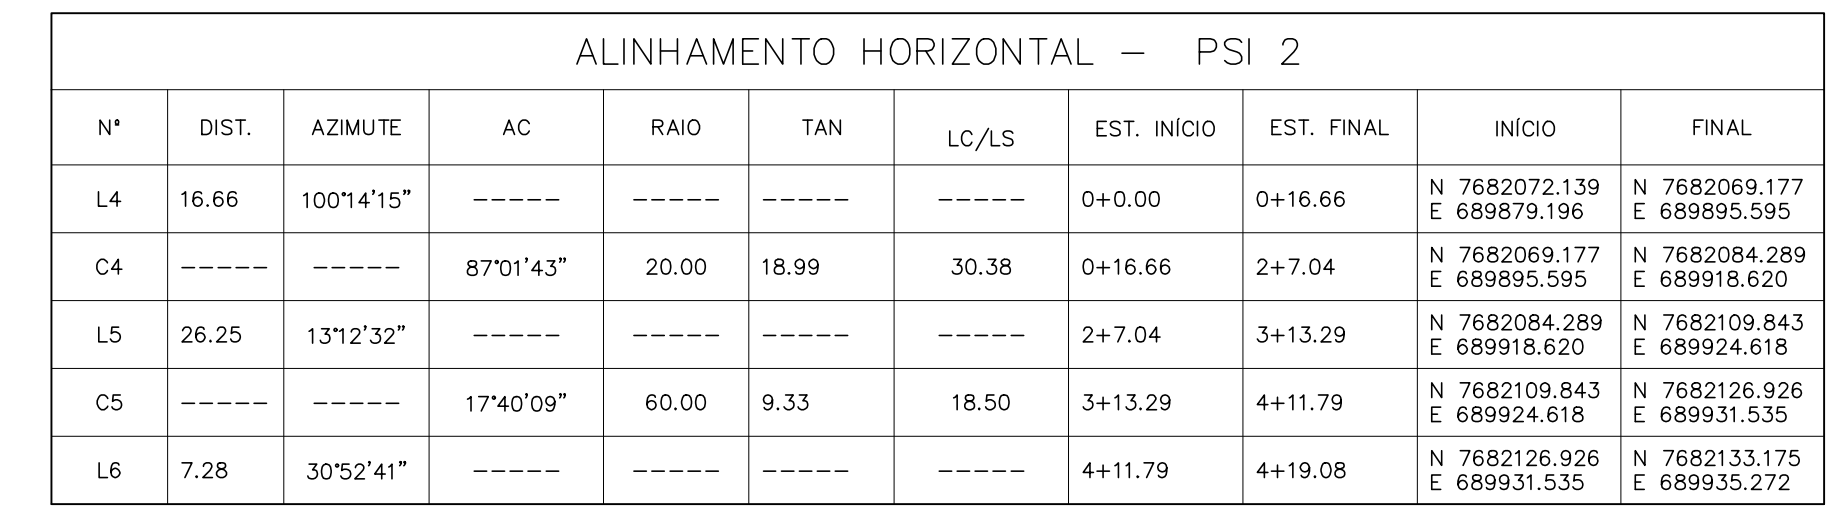 ALINHAMENTO HORIZONTAL – PSI 2
Nº DIST. AZIMUTE AC RAIO TAN LC/LS EST. INÍCIO EST. FINAL INÍCIO FINAL
L4 16.66 100°14'15" ----- ----- ----- ----- 0+0.00 0+16.66 N 7682072.139 N 7682069.177
E 689879.196 E 689895.595
C4 ----- ----- 87°01'43" 20.00 18.99 30.38 0+16.66 2+7.04 N 7682069.177 N 7682084.289
E 689895.595 E 689918.620
L5 26.25 13°12'32" ----- ----- ----- ----- 2+7.04 3+13.29 N 7682084.289 N 7682109.843
E 689918.620 E 689924.618
C5 ----- ----- 17°40'09" 60.00 9.33 18.50 3+13.29 4+11.79 N 7682109.843 N 7682126.926
E 689924.618 E 689931.535
L6 7.28 30°52'41" ----- ----- ----- ----- 4+11.79 4+19.08 N 7682126.926 N 7682133.175
E 689931.535 E 689935.272